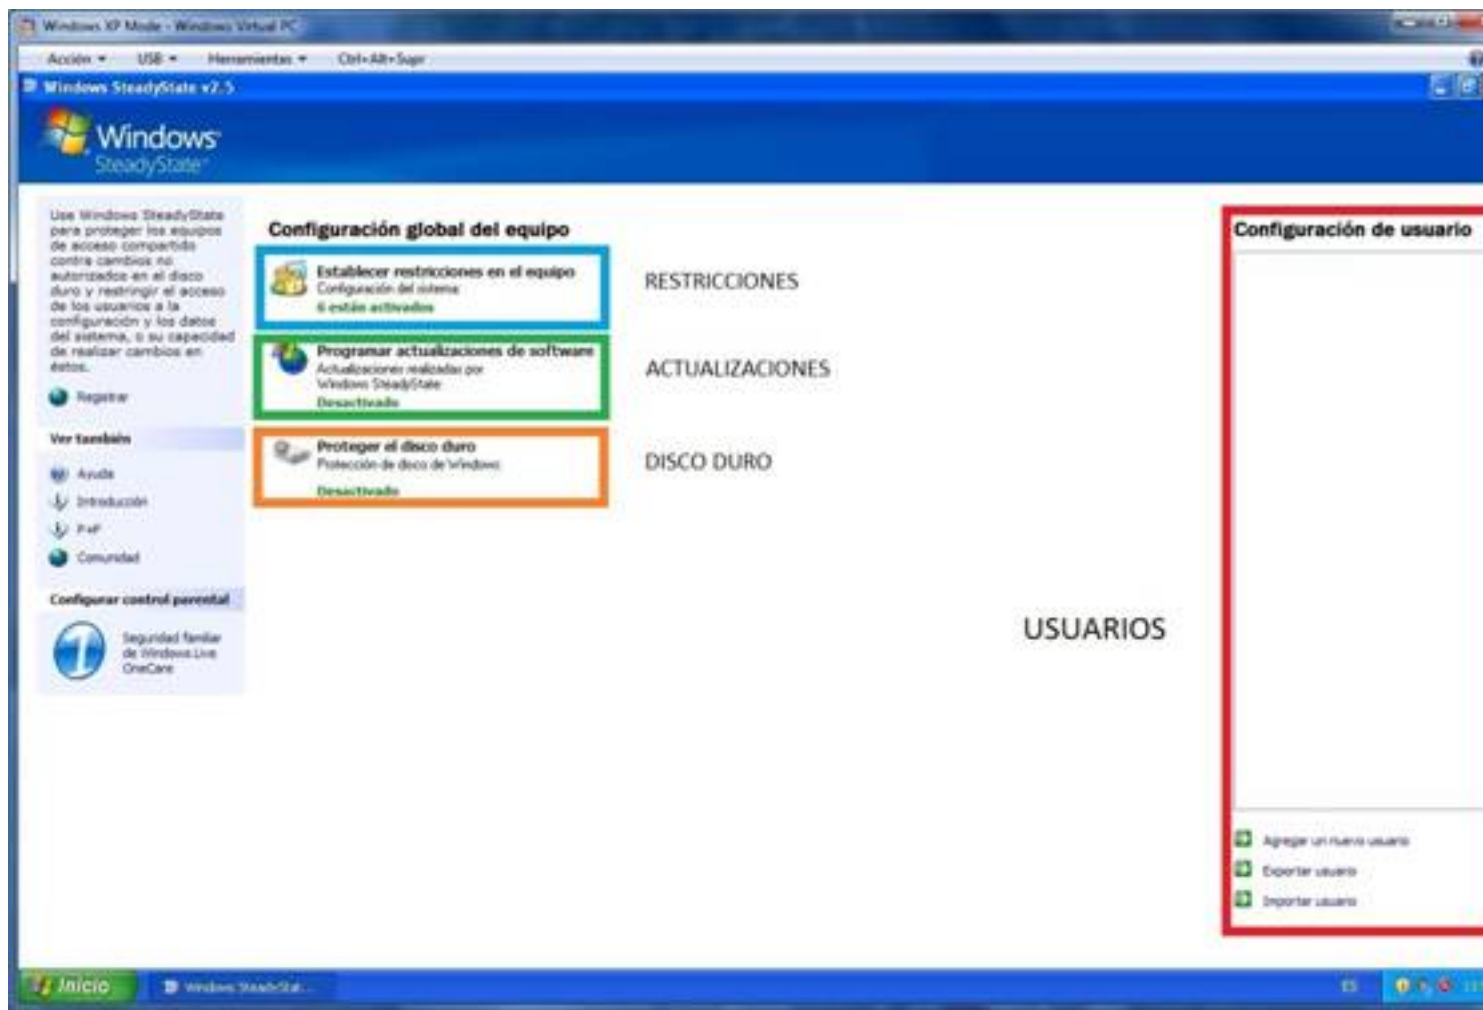 Windows XP Mode - Windows Virtual PC
Acción USB Herramientas Ctrl+Alt+Supr
Windows SteadyState v2.5
Windows
SteadyState
Use Windows SteadyState
para proteger los equipos
de acceso compartido
contra cambios no
autorizados en el disco
duro y restringir el acceso
de los usuarios a la
configuración y los datos
del sistema, o su capacidad
de realizar cambios en
éstos.
Registrar
Ver también
Ayuda
Introducción
P+F
Comunidad
Configurar control parental
Seguridad familiar
de Windows Live
OneCare
Configuración global del equipo
Establecer restricciones en el equipo
Configuración del sistema
6 están activados
RESTRICCIONES
Programar actualizaciones de software
Actualizaciones realizadas por
Windows SteadyState
Desactivado
ACTUALIZACIONES
Proteger el disco duro
Protección de disco de Windows
Desactivado
DISCO DURO
USUARIOS
Configuración de usuario
Agregar un nuevo usuario
Exportar usuario
Importar usuario
Inicio
Windows SteadyStat...
ES